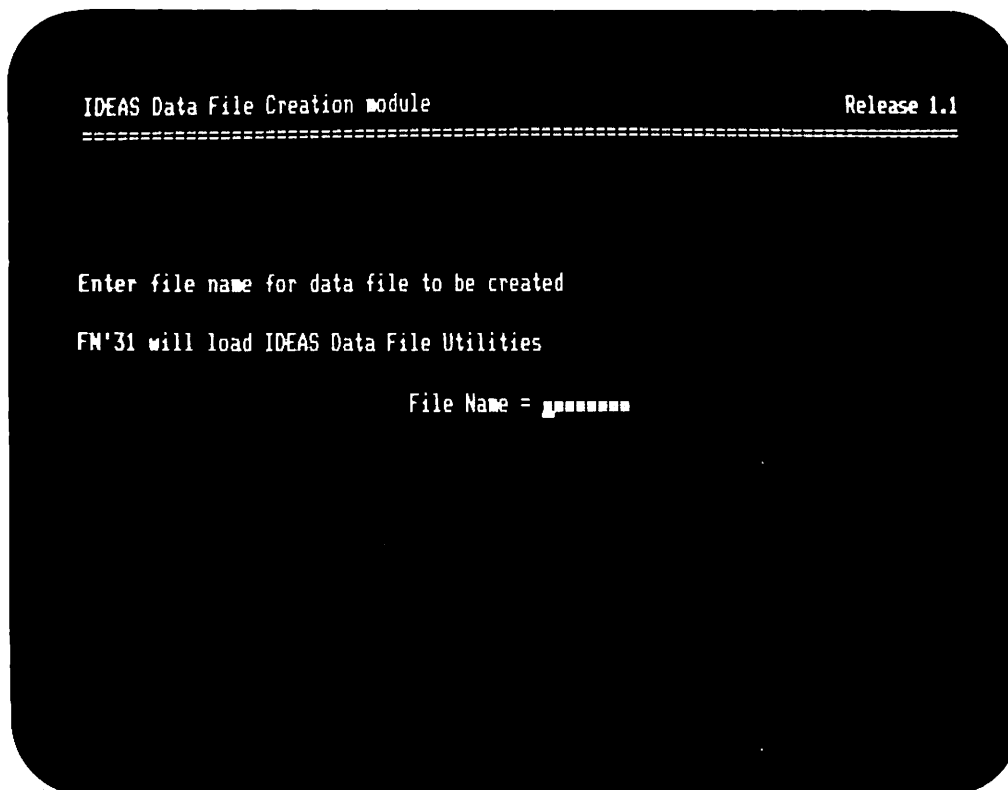 IDEAS Data File Creation module Release 1.1
================================================================================
Enter file name for data file to be created
FN'31 will load IDEAS Data File Utilities
File Name =